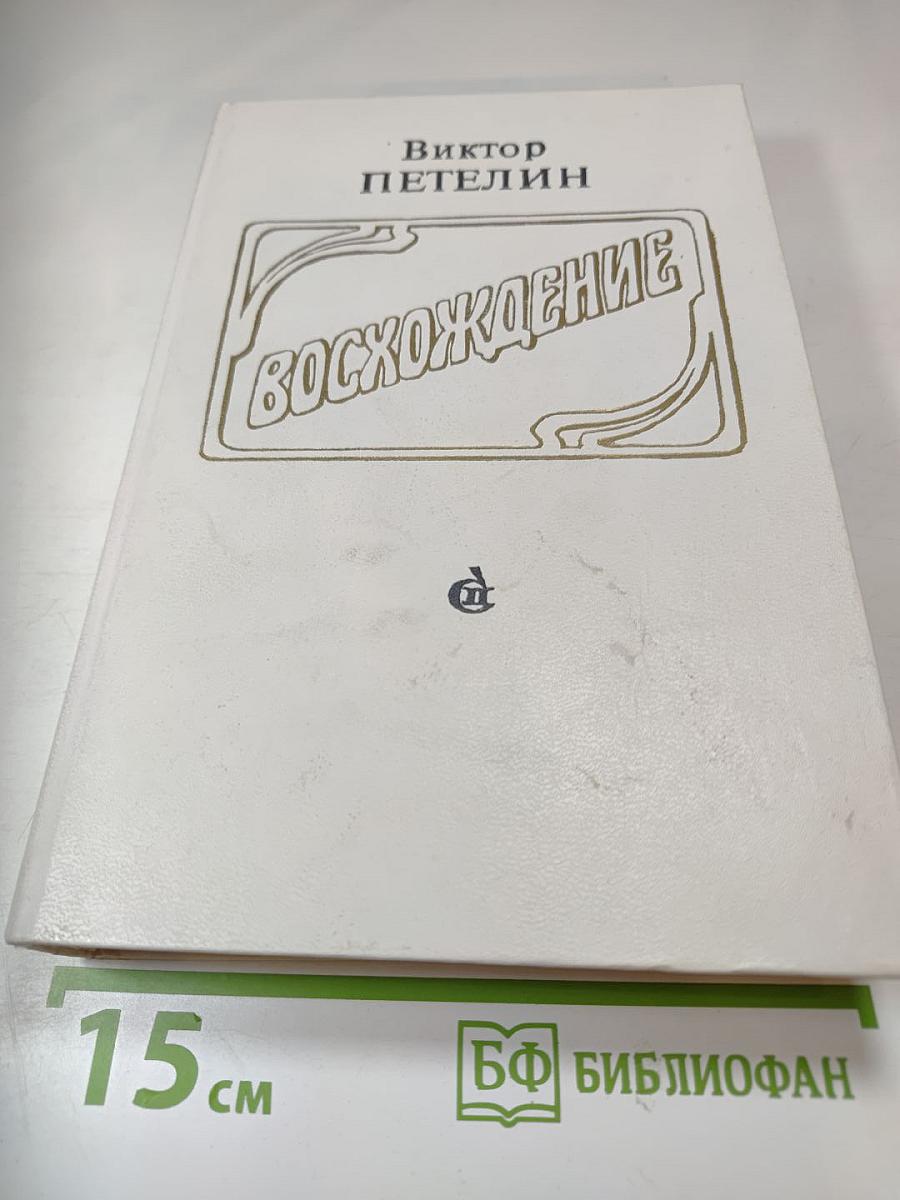 Виктор
ПЕТЕЛИН
ВОСХОЖДЕНИЕ
15 см
БФ БИБЛИОФАН